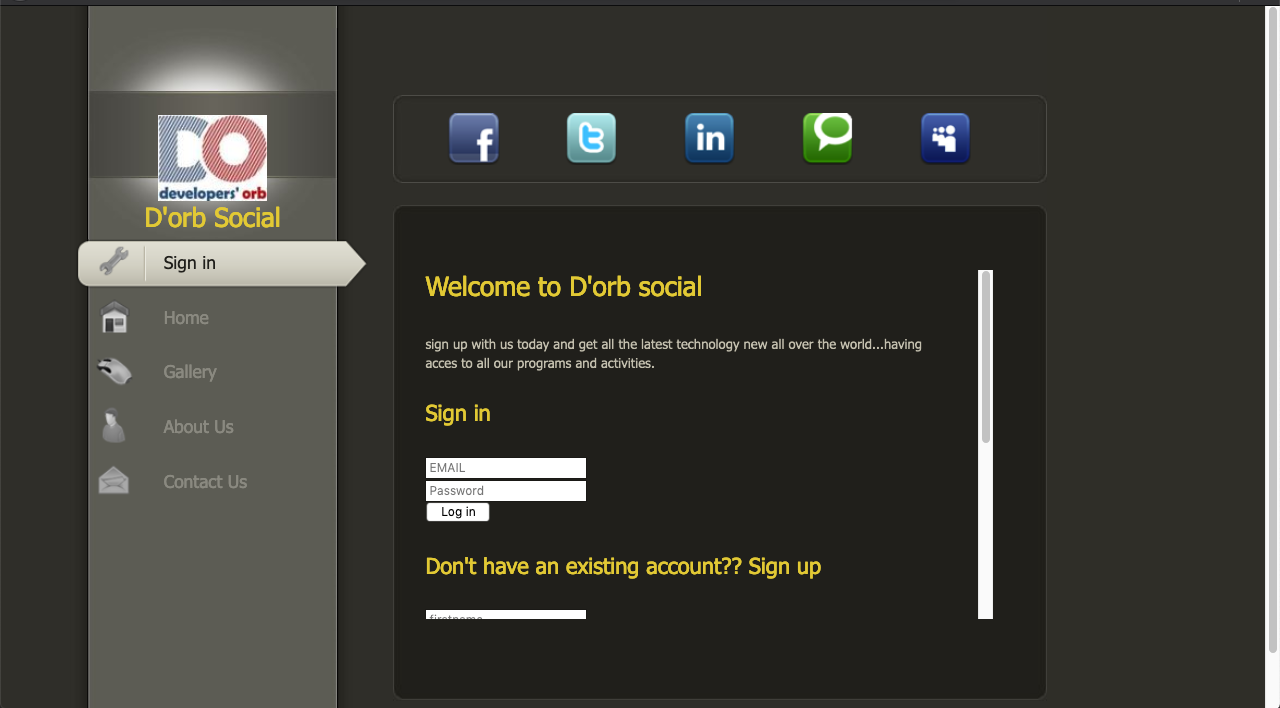 developers' orb
D'orb Social
Sign in
Home
Gallery
About Us
Contact Us
f
t
in
Welcome to D'orb social
sign up with us today and get all the latest technology new all over the world...having
acces to all our programs and activities.
Sign in
EMAIL
Password
Log in
Don't have an existing account?? Sign up
firstname